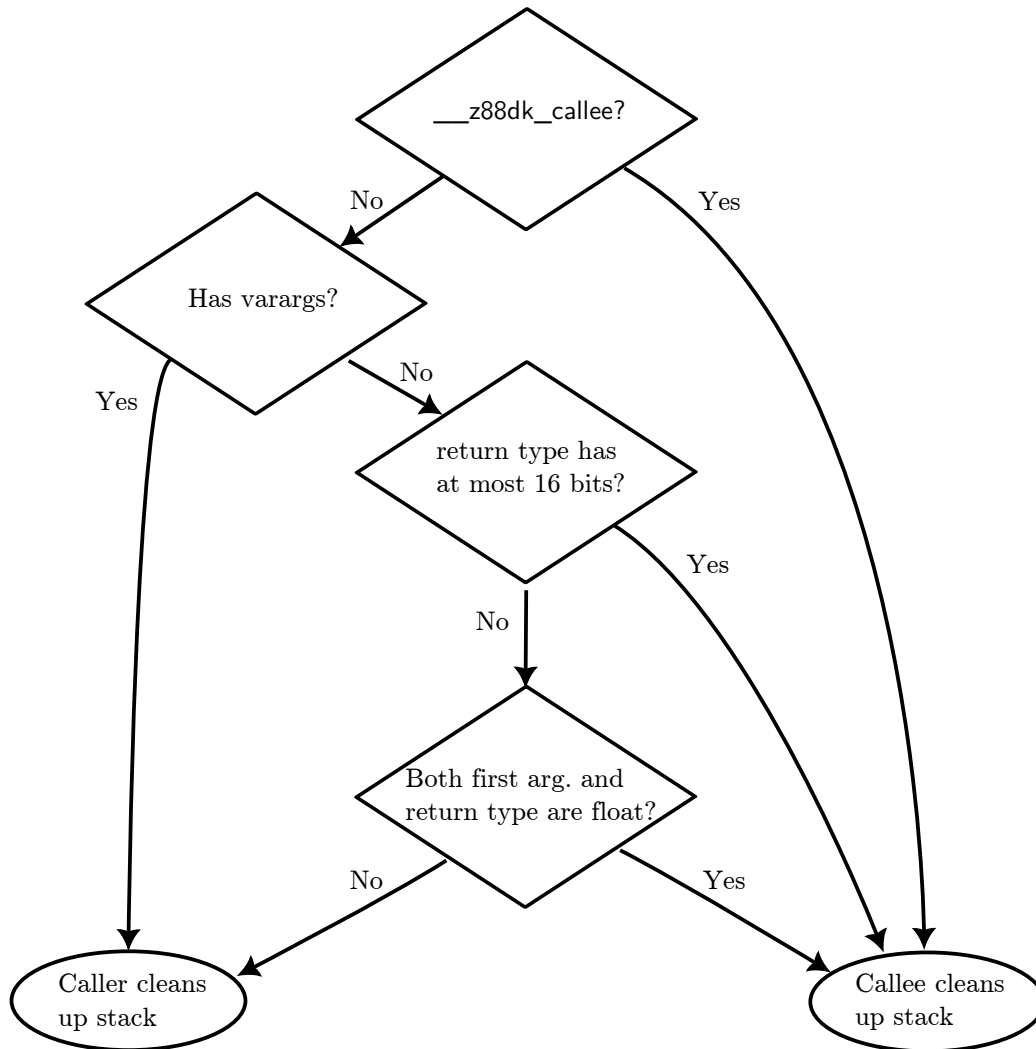 __z88dk_callee?
No
Yes
Has varargs?
No
Yes
return type has
at most 16 bits?
Yes
No
Both first arg. and
return type are float?
No
Yes
Caller cleans
up stack
Callee cleans
up stack